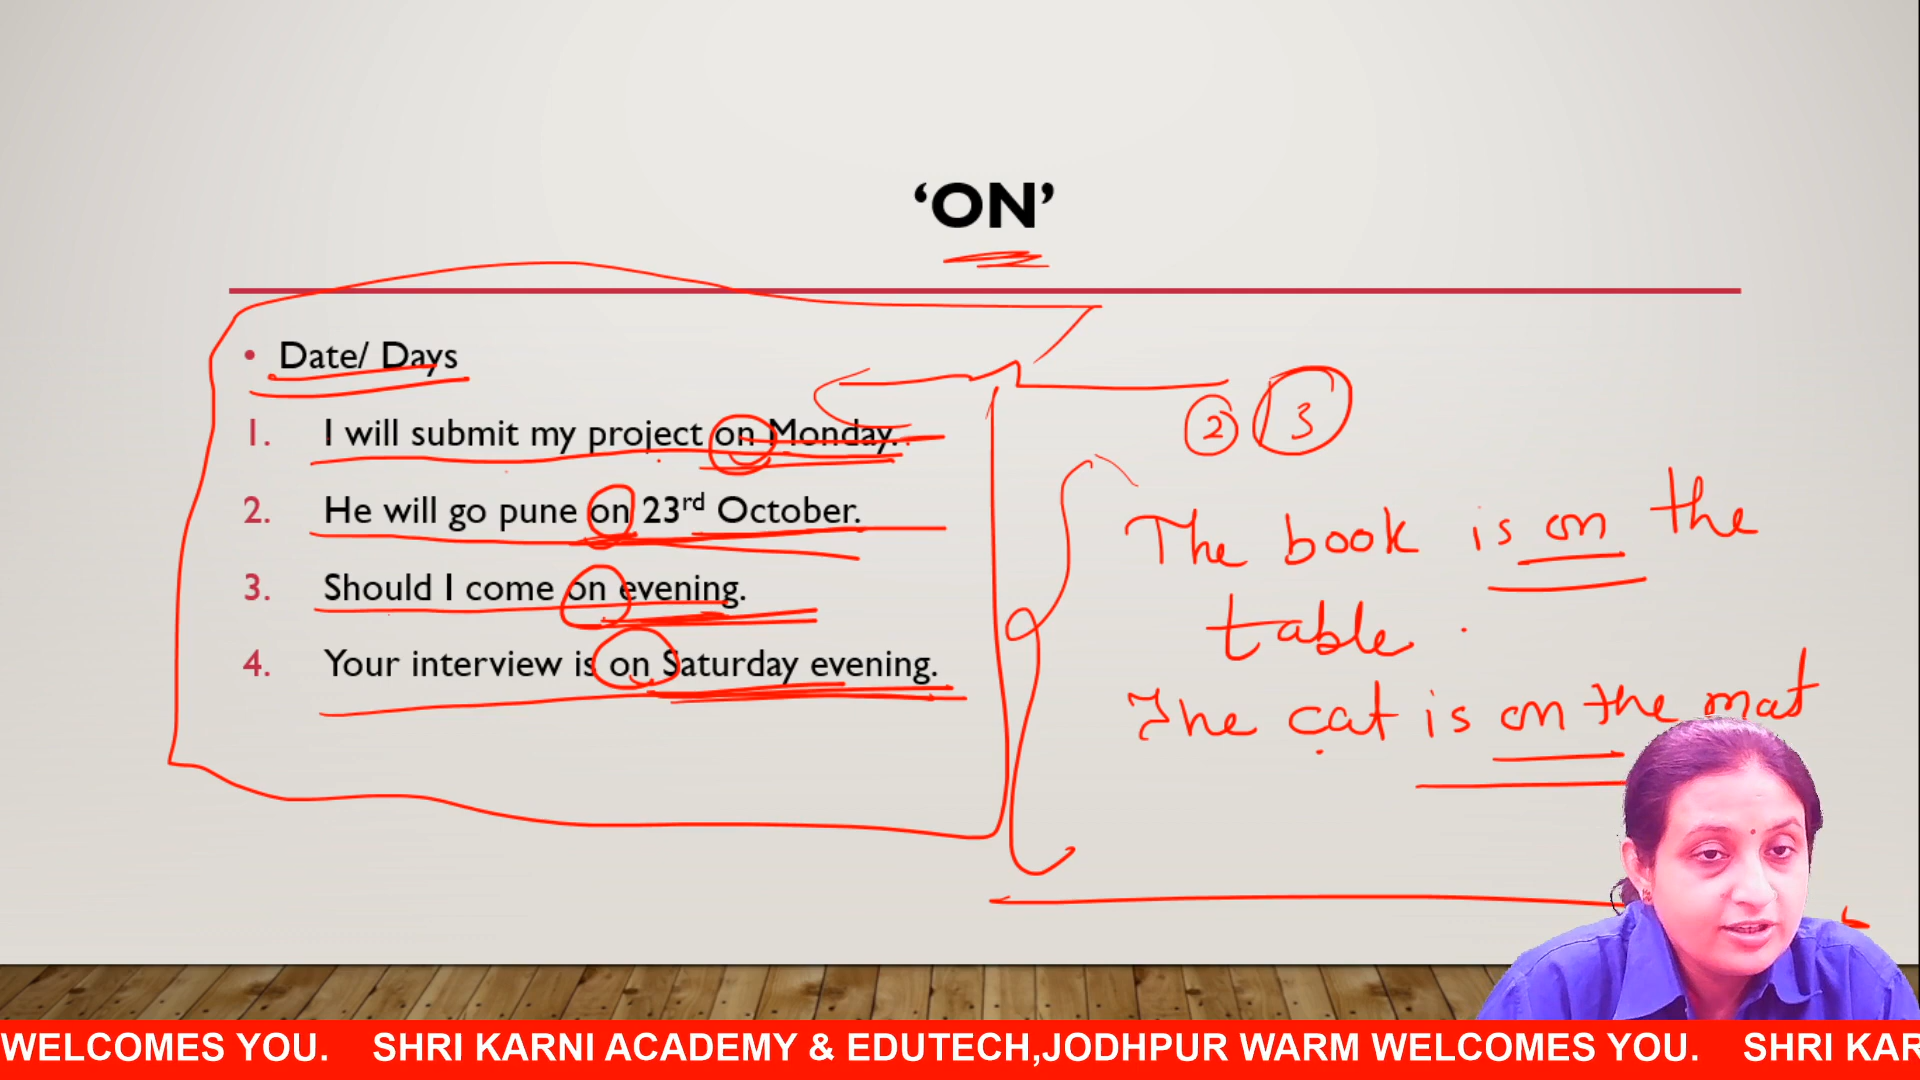 ‘ON’
• Date/ Days
1. I will submit my project on Monday.
2. He will go pune on 23rd October.
3. Should I come on evening.
4. Your interview is on Saturday evening.
2 3
The book is on the
table.
The cat is on the mat
WELCOMES YOU. SHRI KARNI ACADEMY & EDUTECH,JODHPUR WARM WELCOMES YOU. SHRI KAR